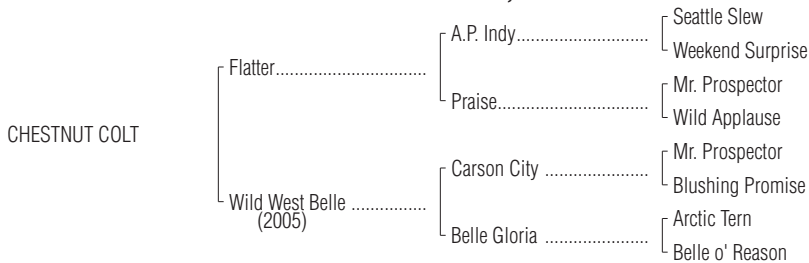 Seattle Slew
A.P. Indy..................................
Weekend Surprise
Flatter...............................
Mr. Prospector
Praise.......................................
Wild Applause
CHESTNUT COLT
Mr. Prospector
Carson City ...........................
Blushing Promise
Wild West Belle ................
(2005)
Arctic Tern
Belle Gloria ...........................
Belle o' Reason